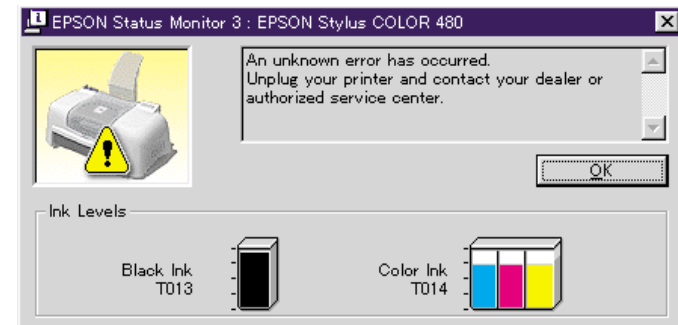 EPSON Status Monitor 3 : EPSON Stylus COLOR 480
An unknown error has occurred.
Unplug your printer and contact your dealer or
authorized service center.
OK
Ink Levels
Black Ink
T013
Color Ink
T014